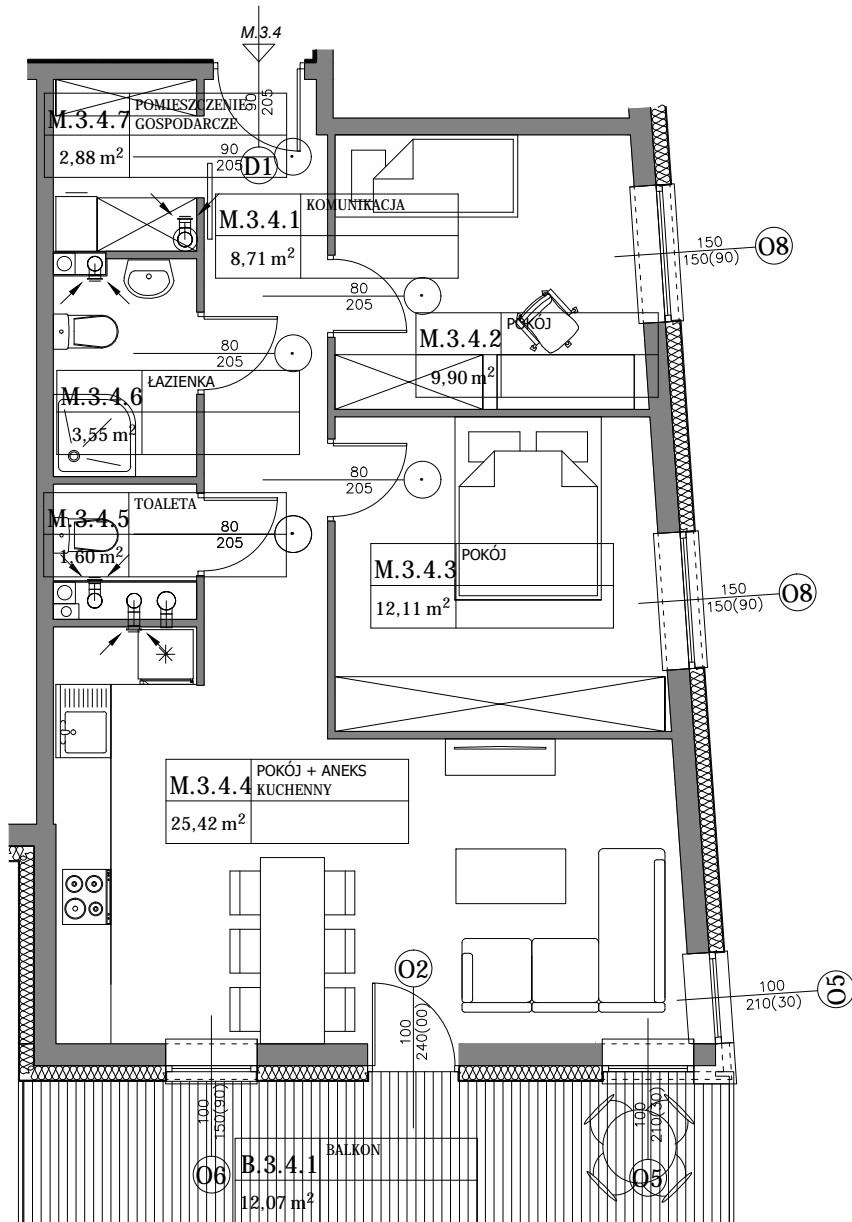 M.3.4
90
205
M.3.4.7
POMIESZCZENIE
GOSPODARCZE
2,88 m²
90
205
D1
M.3.4.1
KOMUNIKACJA
8,71 m²
150
150(90)
O8
80
205
M.3.4.2
POKÓJ
9,90 m²
80
205
M.3.4.6
ŁAZIENKA
3,55 m²
80
205
M.3.4.5
TOALETA
1,60 m²
80
205
M.3.4.3
POKÓJ
12,11 m²
150
150(90)
O8
M.3.4.4
POKÓJ + ANEKS
KUCHENNY
25,42 m²
O2
100
240(00)
100
210(30)
O5
100
150(90)
O6
100
210(30)
O5
B.3.4.1
BALKON
12,07 m²